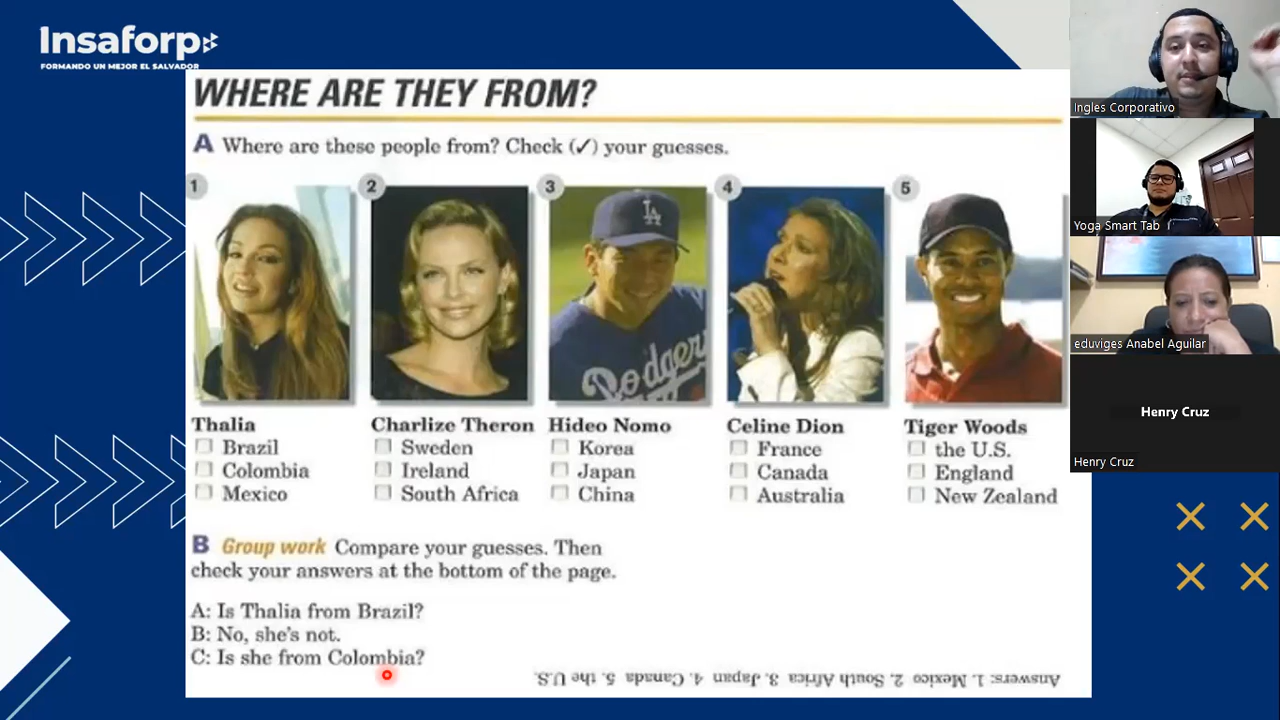 Insaforp
FORMANDO UN MEJOR EL SALVADOR
WHERE ARE THEY FROM?
A Where are these people from? Check (✓) your guesses.
1
2
3
4
5
LA
Dodgers
Thalia
Brazil
Colombia
Mexico
Charlize Theron
Sweden
Ireland
South Africa
Hideo Nomo
Korea
Japan
China
Celine Dion
France
Canada
Australia
Tiger Woods
the U.S.
England
New Zealand
B Group work Compare your guesses. Then
check your answers at the bottom of the page.
A: Is Thalia from Brazil?
B: No, she's not.
C: Is she from Colombia?
Answers: 1. Mexico 2. South Africa 3. Japan 4. Canada 5. the U.S.
Ingles Corporativo
Yoga Smart Tab
eduviges Anabel Aguilar
Henry Cruz
Henry Cruz